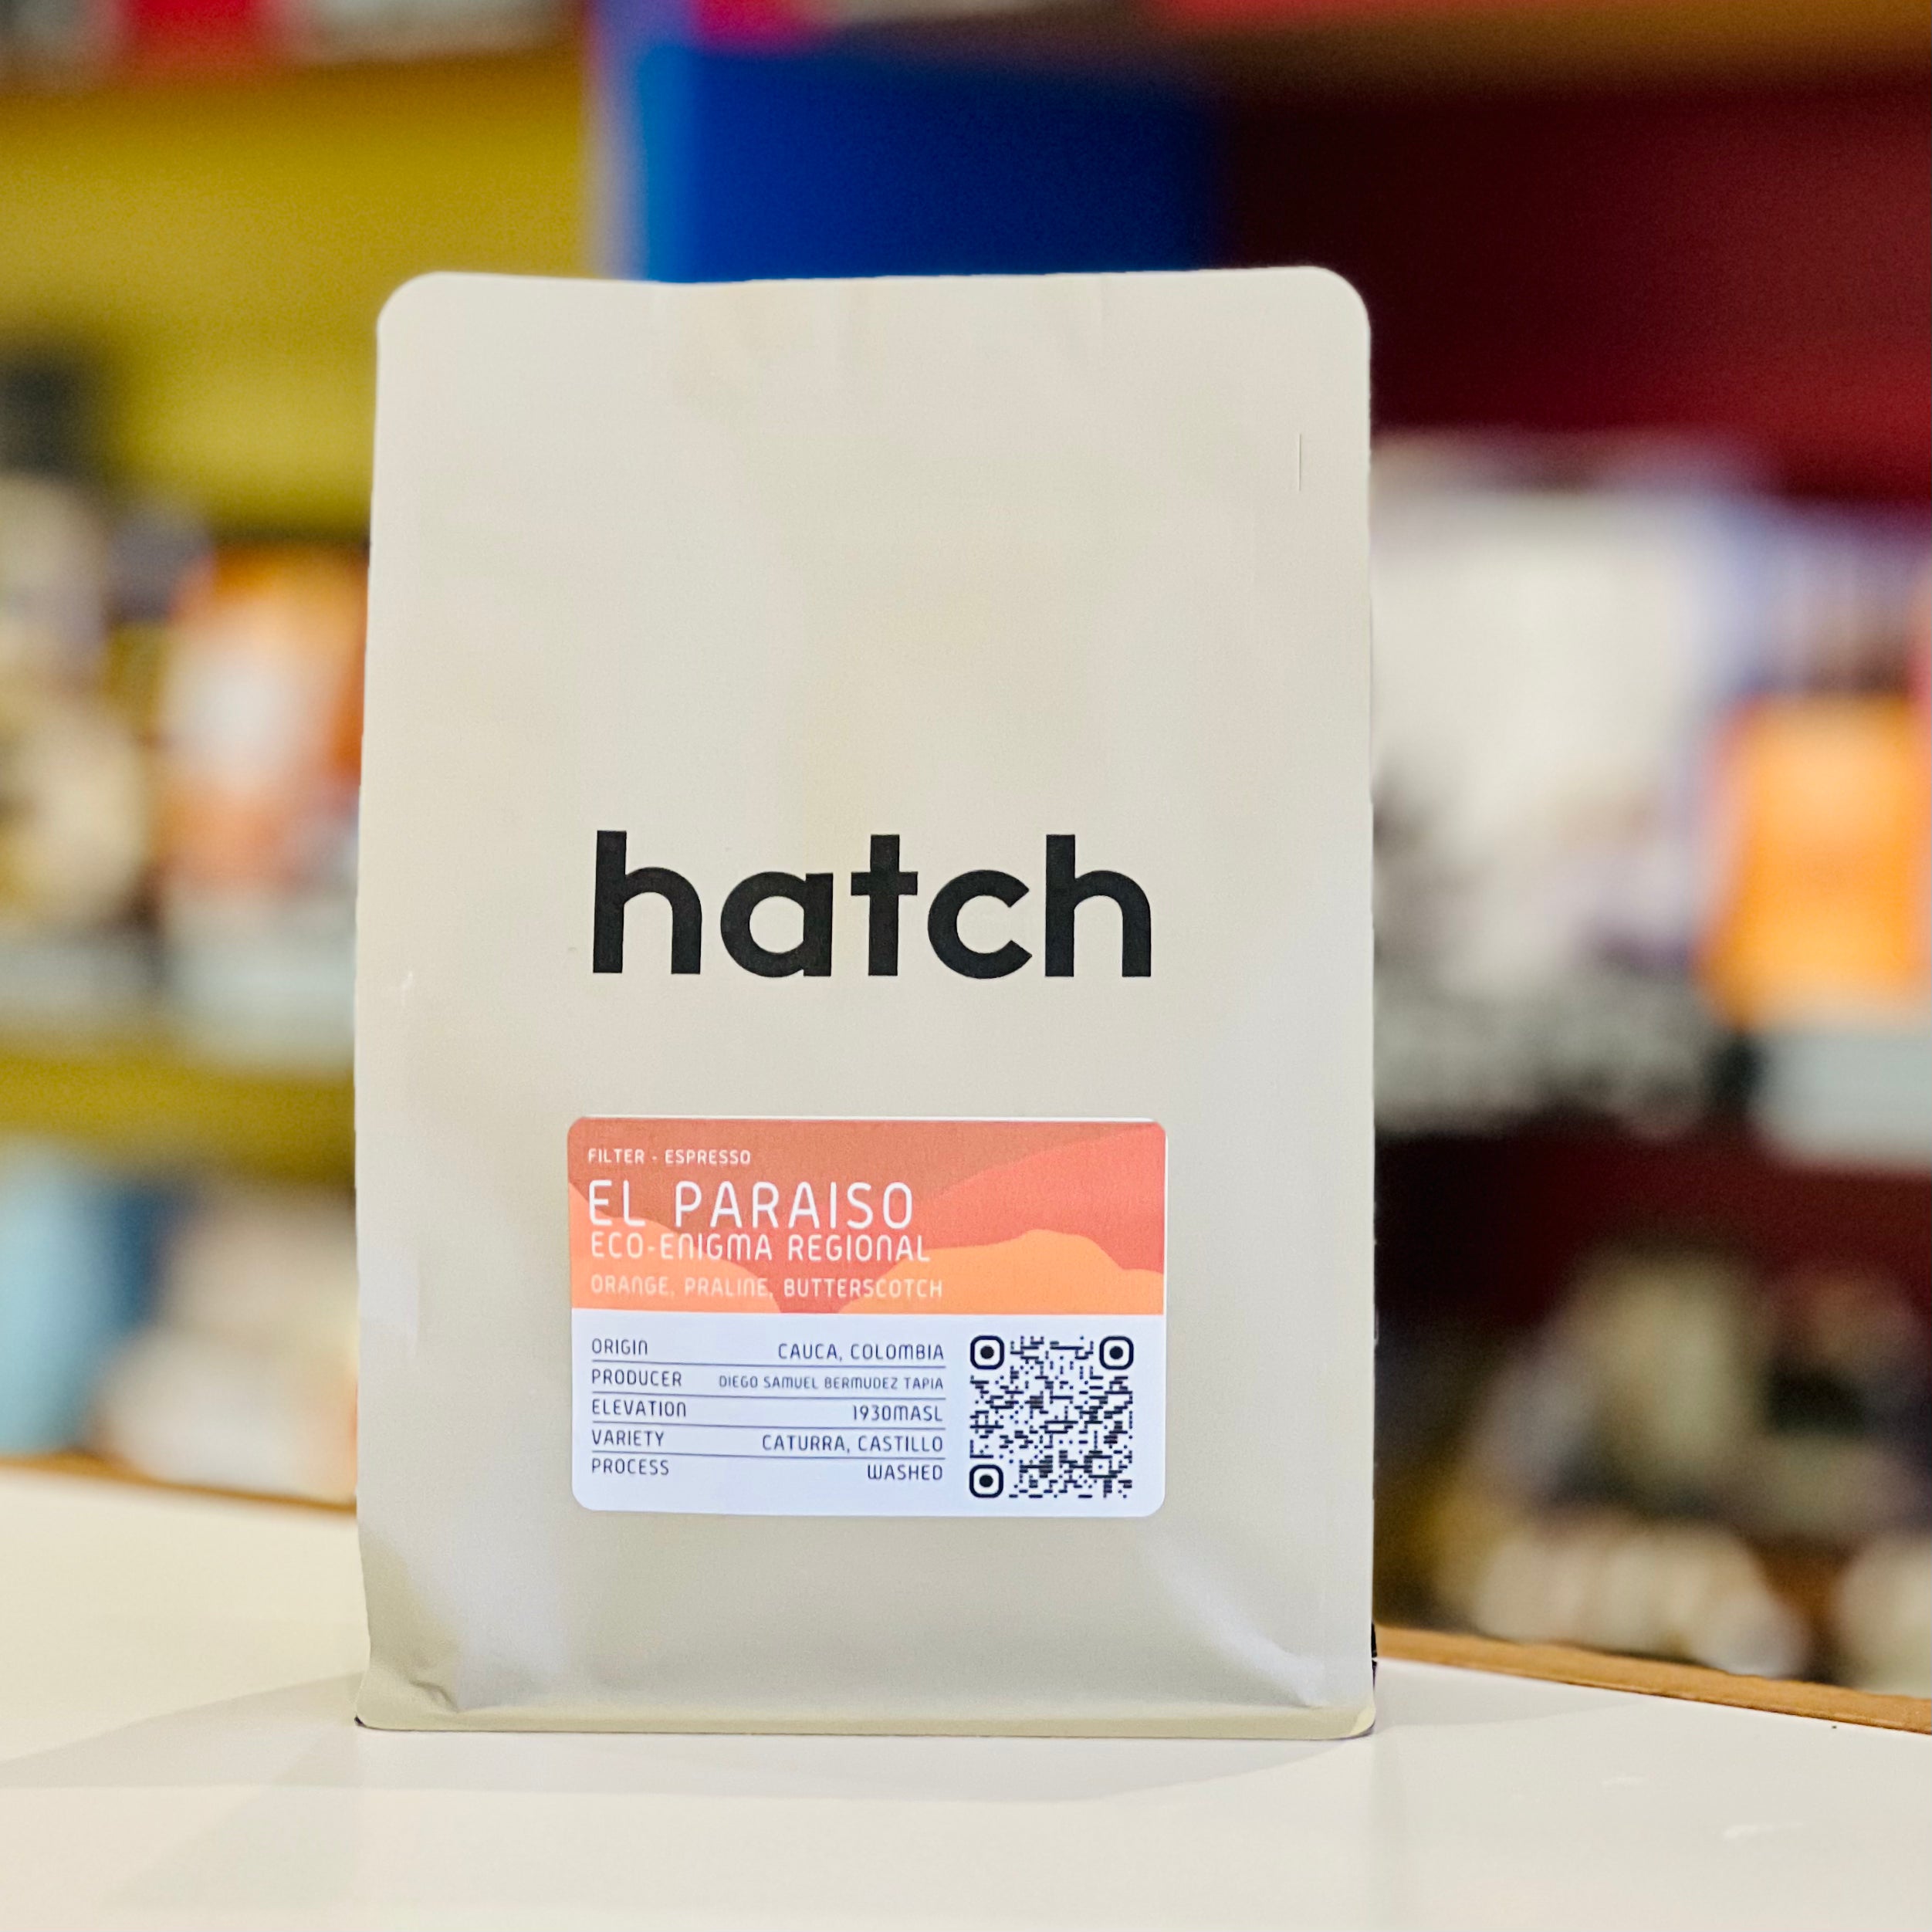 hatch
FILTER - ESPRESSO
EL PARAISO
ECO-ENIGMA REGIONAL
ORANGE, PRALINE, BUTTERSCOTCH
ORIGIN CAUCA, COLOMBIA
PRODUCER DIEGO SAMUEL BERMUDEZ TAPIA
ELEVATION 1930MASL
VARIETY CATURRA, CASTILLO
PROCESS WASHED